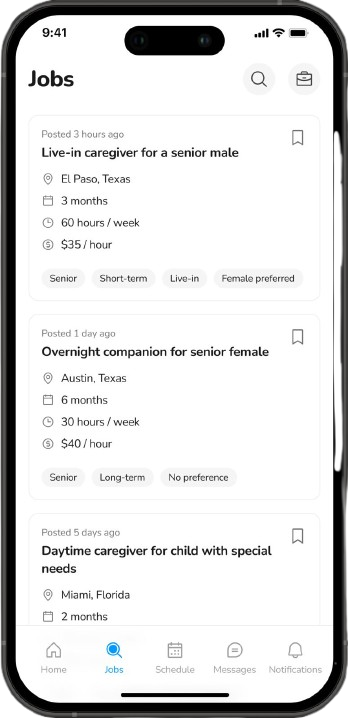 9:41
Jobs
Posted 3 hours ago
Live-in caregiver for a senior male
El Paso, Texas
3 months
60 hours / week
$35 / hour
Senior Short-term Live-in Female preferred
Posted 1 day ago
Overnight companion for senior female
Austin, Texas
6 months
30 hours / week
$40 / hour
Senior Long-term No preference
Posted 5 days ago
Daytime caregiver for child with special
needs
Miami, Florida
2 months
Home Jobs Schedule Messages Notifications